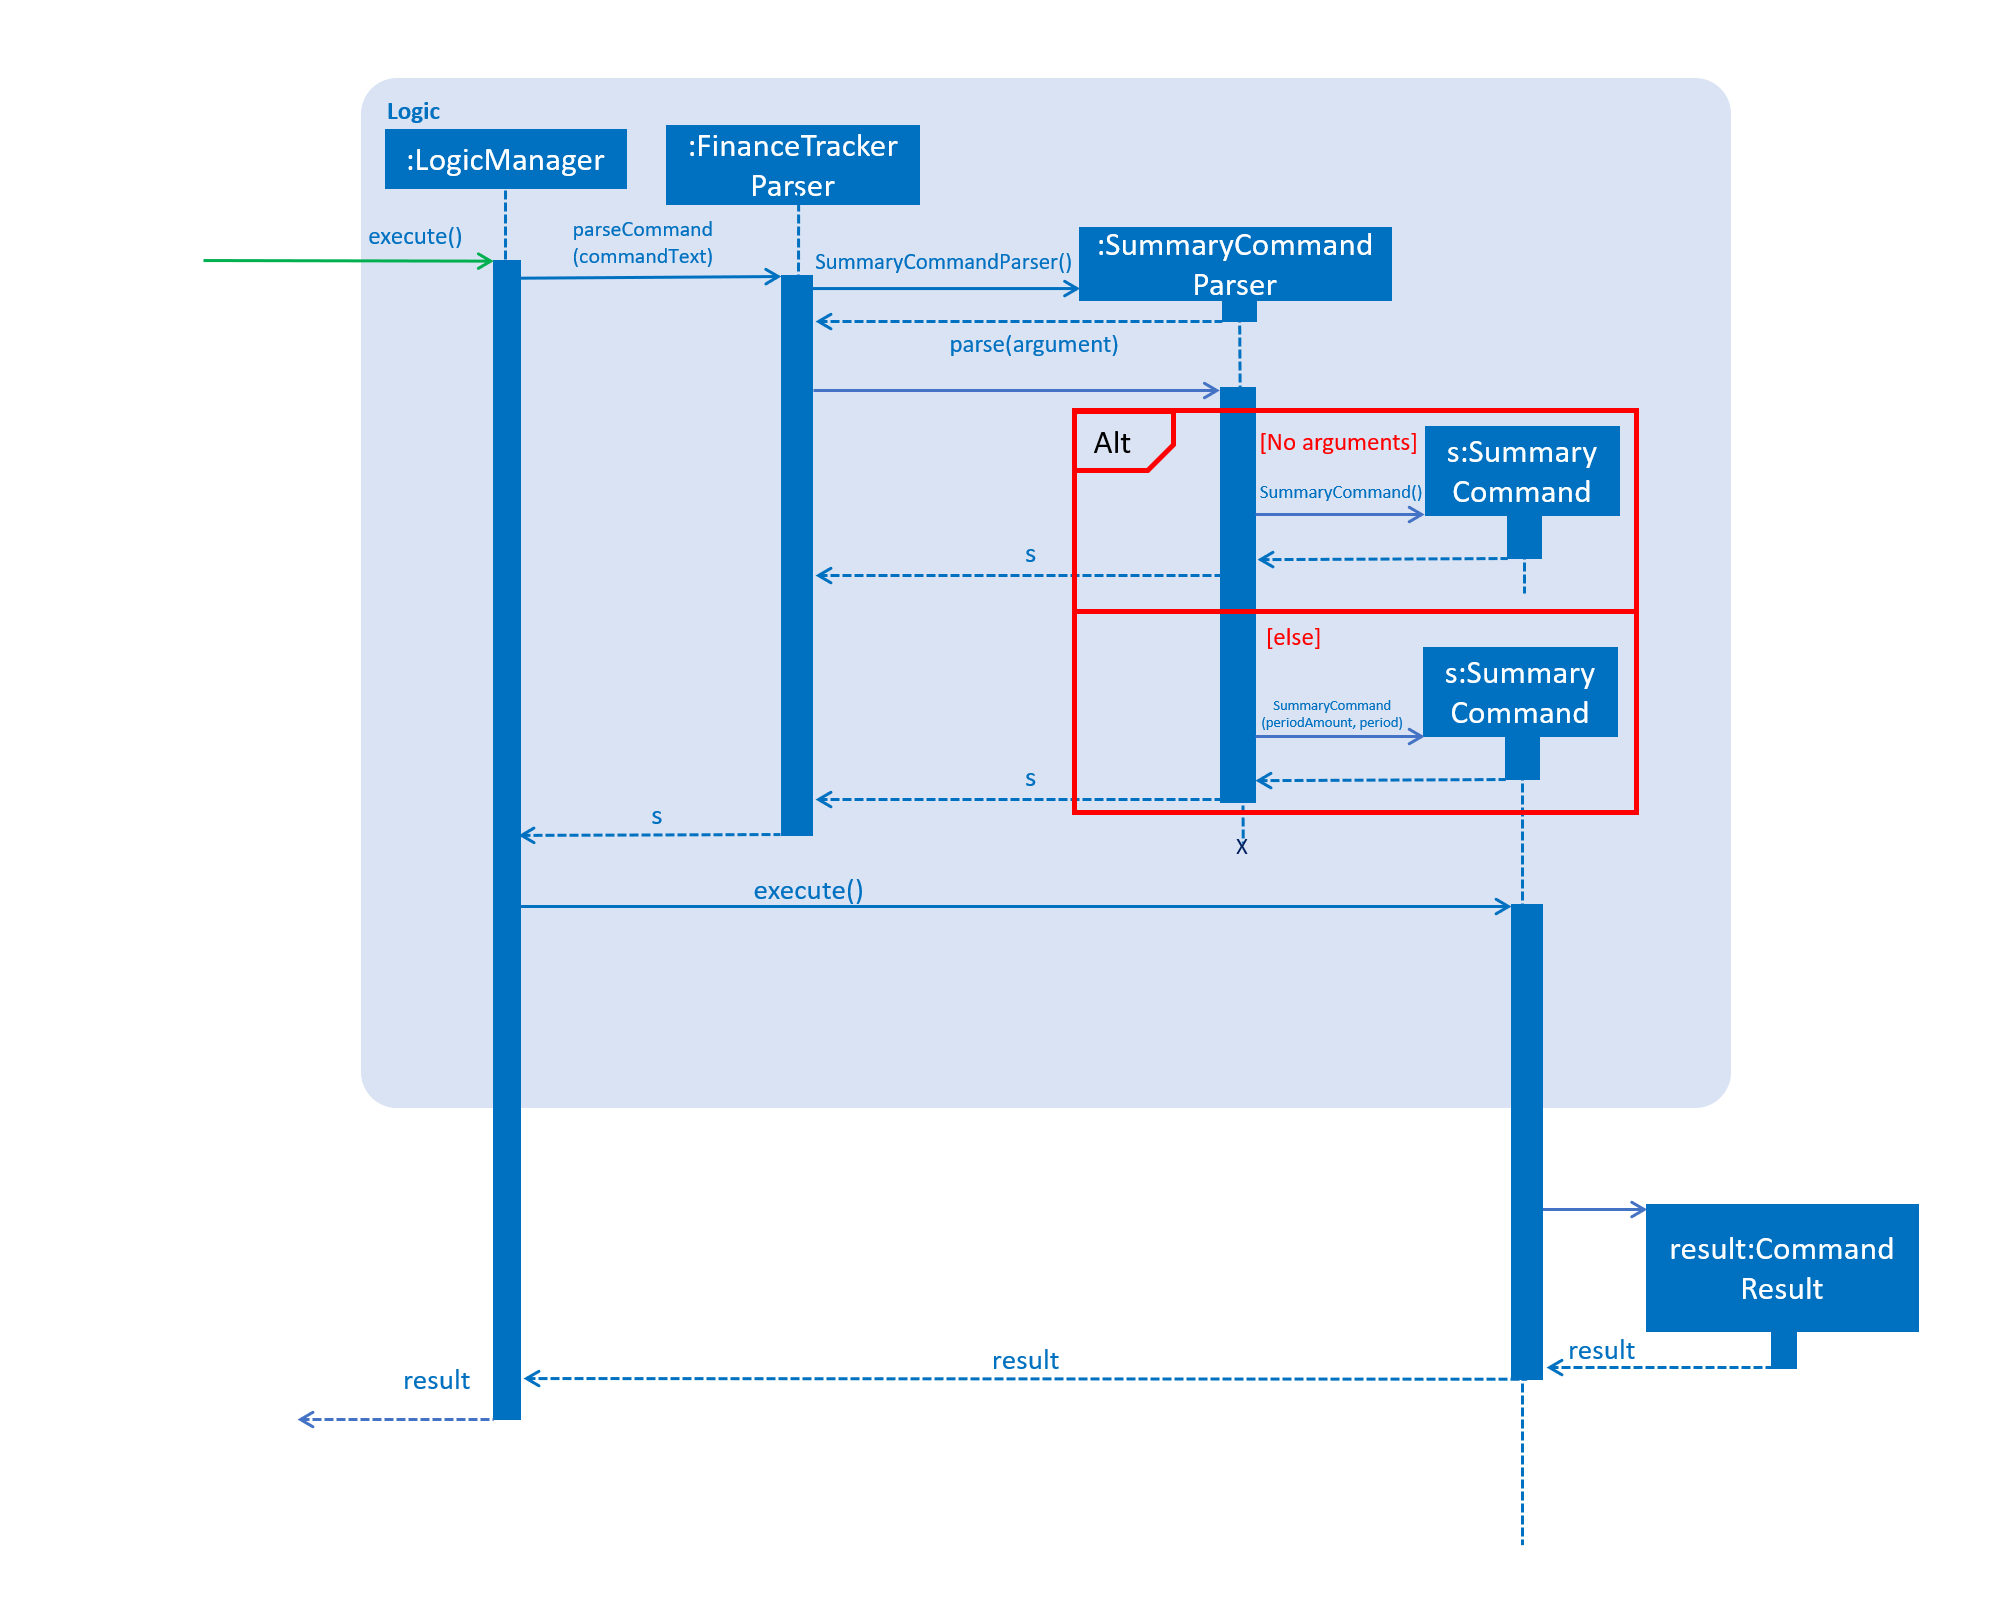 Logic
:LogicManager
:FinanceTracker
Parser
execute()
parseCommand
(commandText)
SummaryCommandParser()
:SummaryCommand
Parser
parse(argument)
Alt
[No arguments]
s:Summary
Command
SummaryCommand()
s
[else]
s:Summary
Command
SummaryCommand
(periodAmount, period)
s
s
X
execute()
result:Command
Result
result
result
result